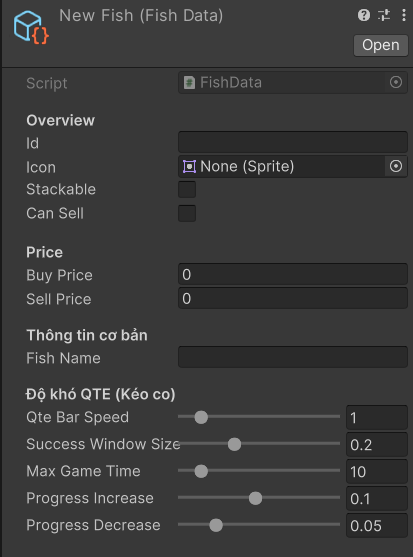 New Fish (Fish Data)
Open
Script FishData
Overview
Id
Icon None (Sprite)
Stackable
Can Sell
Price
Buy Price 0
Sell Price 0
Thông tin cơ bản
Fish Name
Độ khó QTE (Kéo co)
Qte Bar Speed 1
Success Window Size 0.2
Max Game Time 10
Progress Increase 0.1
Progress Decrease 0.05